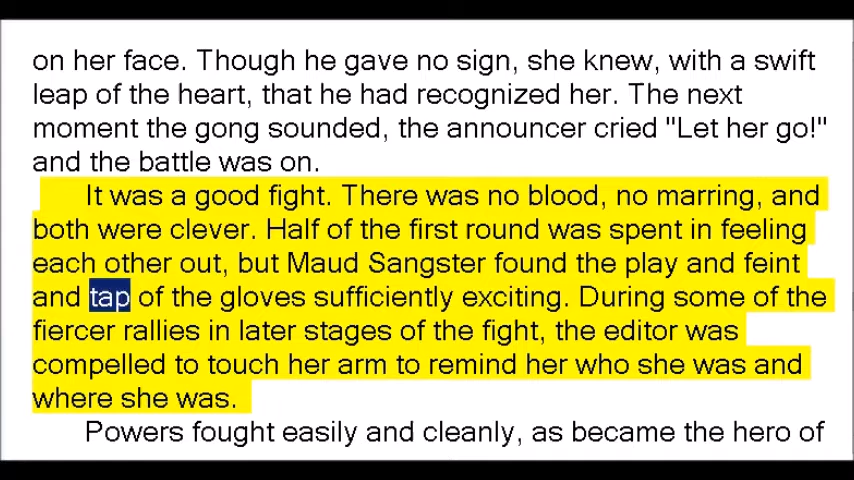 on her face. Though he gave no sign, she knew, with a swift
leap of the heart, that he had recognized her. The next
moment the gong sounded, the announcer cried "Let her go!"
and the battle was on.
It was a good fight. There was no blood, no marring, and
both were clever. Half of the first round was spent in feeling
each other out, but Maud Sangster found the play and feint
and tap of the gloves sufficiently exciting. During some of the
fiercer rallies in later stages of the fight, the editor was
compelled to touch her arm to remind her who she was and
where she was.
Powers fought easily and cleanly, as became the hero of